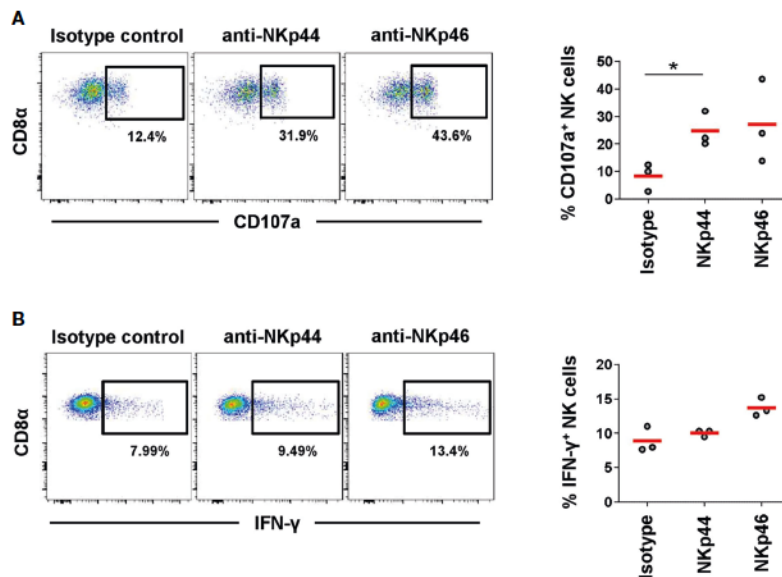 A
Isotype control anti-NKp44 anti-NKp46
CD8α
12.4% 31.9% 43.6%
CD107a
% CD107a⁺ NK cells
50
40
30
20
10
0
*
Isotype
NKp44
NKp46
B
Isotype control anti-NKp44 anti-NKp46
CD8α
7.99% 9.49% 13.4%
IFN-γ
% IFN-γ⁺ NK cells
20
15
10
5
0
Isotype
NKp44
NKp46